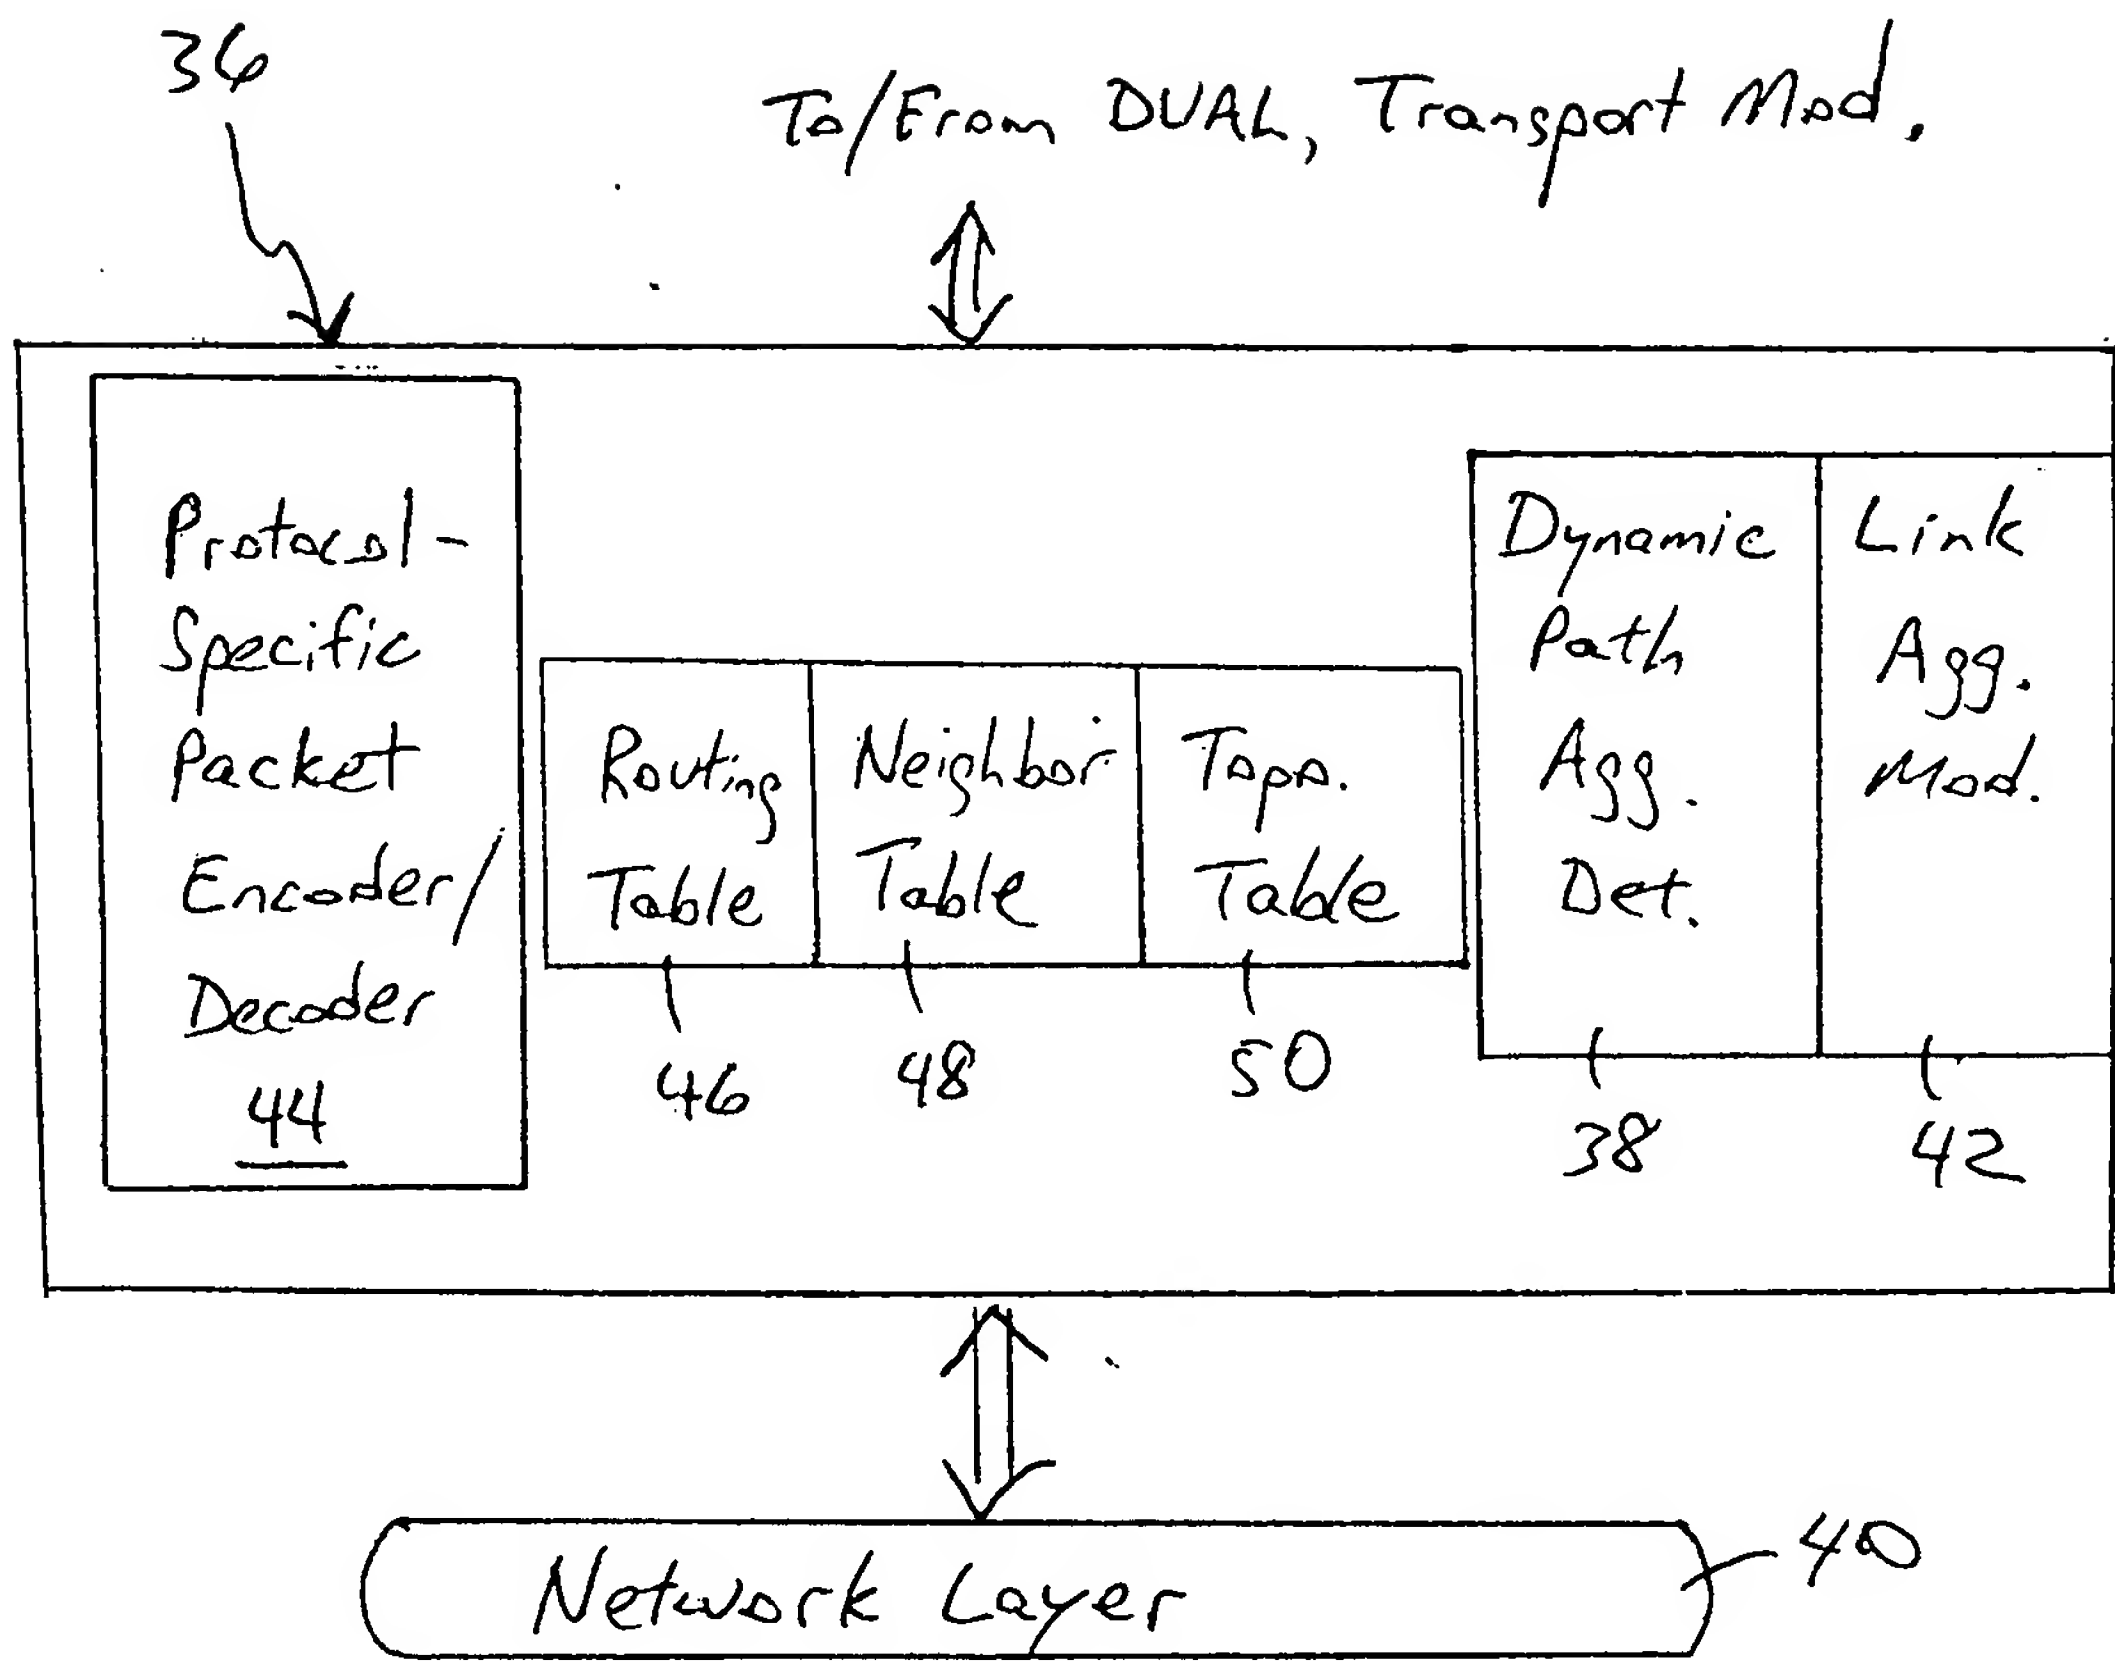 36
To/From DUAL, Transport Mod.
Protocol-
Specific
Packet
Encoder/
Decoder
44
Routing
Table
46
Neighbor
Table
48
Topo.
Table
50
Dynamic
Path
Agg.
Det.
38
Link
Agg.
Mod.
42
Network Layer
40